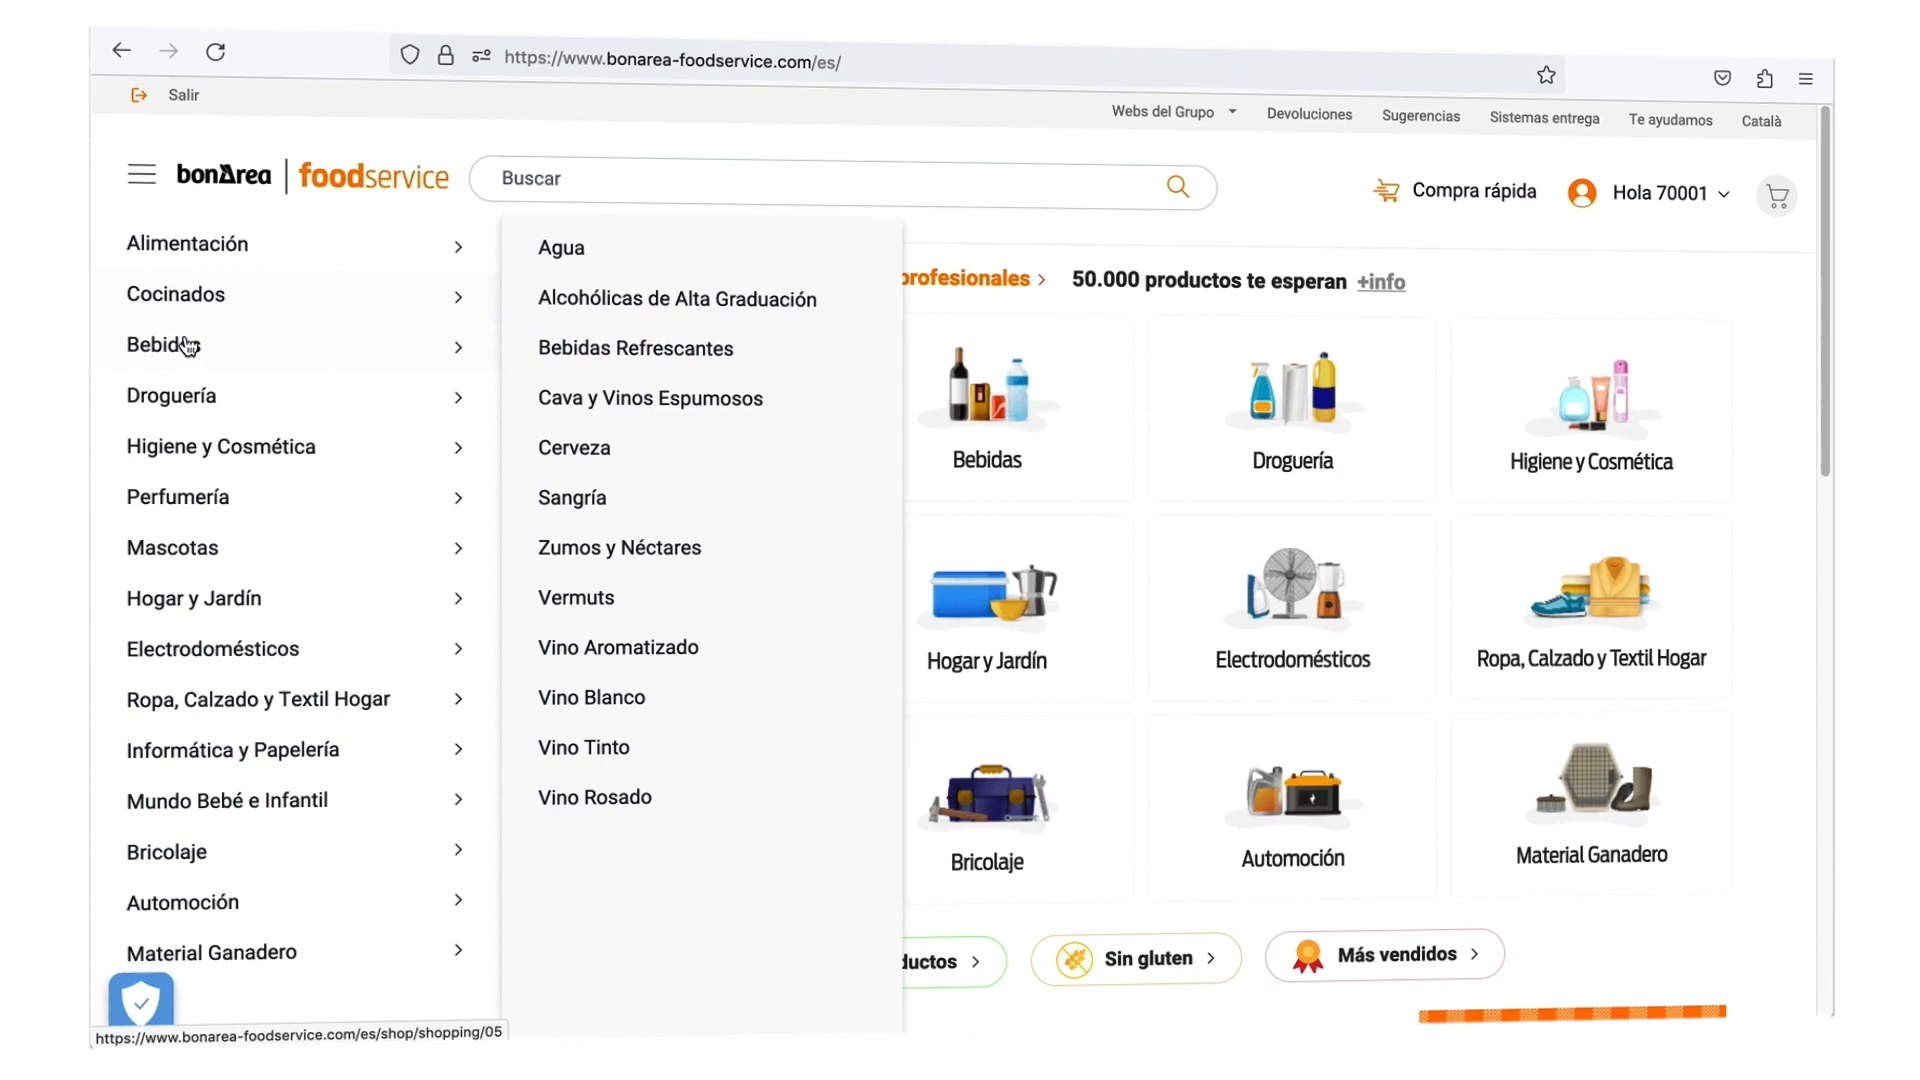 https://www.bonarea-foodservice.com/es/
Salir
Webs del Grupo
Devoluciones
Sugerencias
Sistemas entrega
Te ayudamos
Català
bonÀrea | foodservice
Buscar
Compra rápida
Hola 70001
Alimentación
Cocinados
Bebidas
Droguería
Higiene y Cosmética
Perfumería
Mascotas
Hogar y Jardín
Electrodomésticos
Ropa, Calzado y Textil Hogar
Informática y Papelería
Mundo Bebé e Infantil
Bricolaje
Automoción
Material Ganadero
Agua
Alcohólicas de Alta Graduación
Bebidas Refrescantes
Cava y Vinos Espumosos
Cerveza
Sangría
Zumos y Néctares
Vermuts
Vino Aromatizado
Vino Blanco
Vino Tinto
Vino Rosado
profesionales >
50.000 productos te esperan +info
Bebidas
Droguería
Higiene y Cosmética
Hogar y Jardín
Electrodomésticos
Ropa, Calzado y Textil Hogar
Bricolaje
Automoción
Material Ganadero
ductos >
Sin gluten >
Más vendidos >
https://www.bonarea-foodservice.com/es/shop/shopping/05